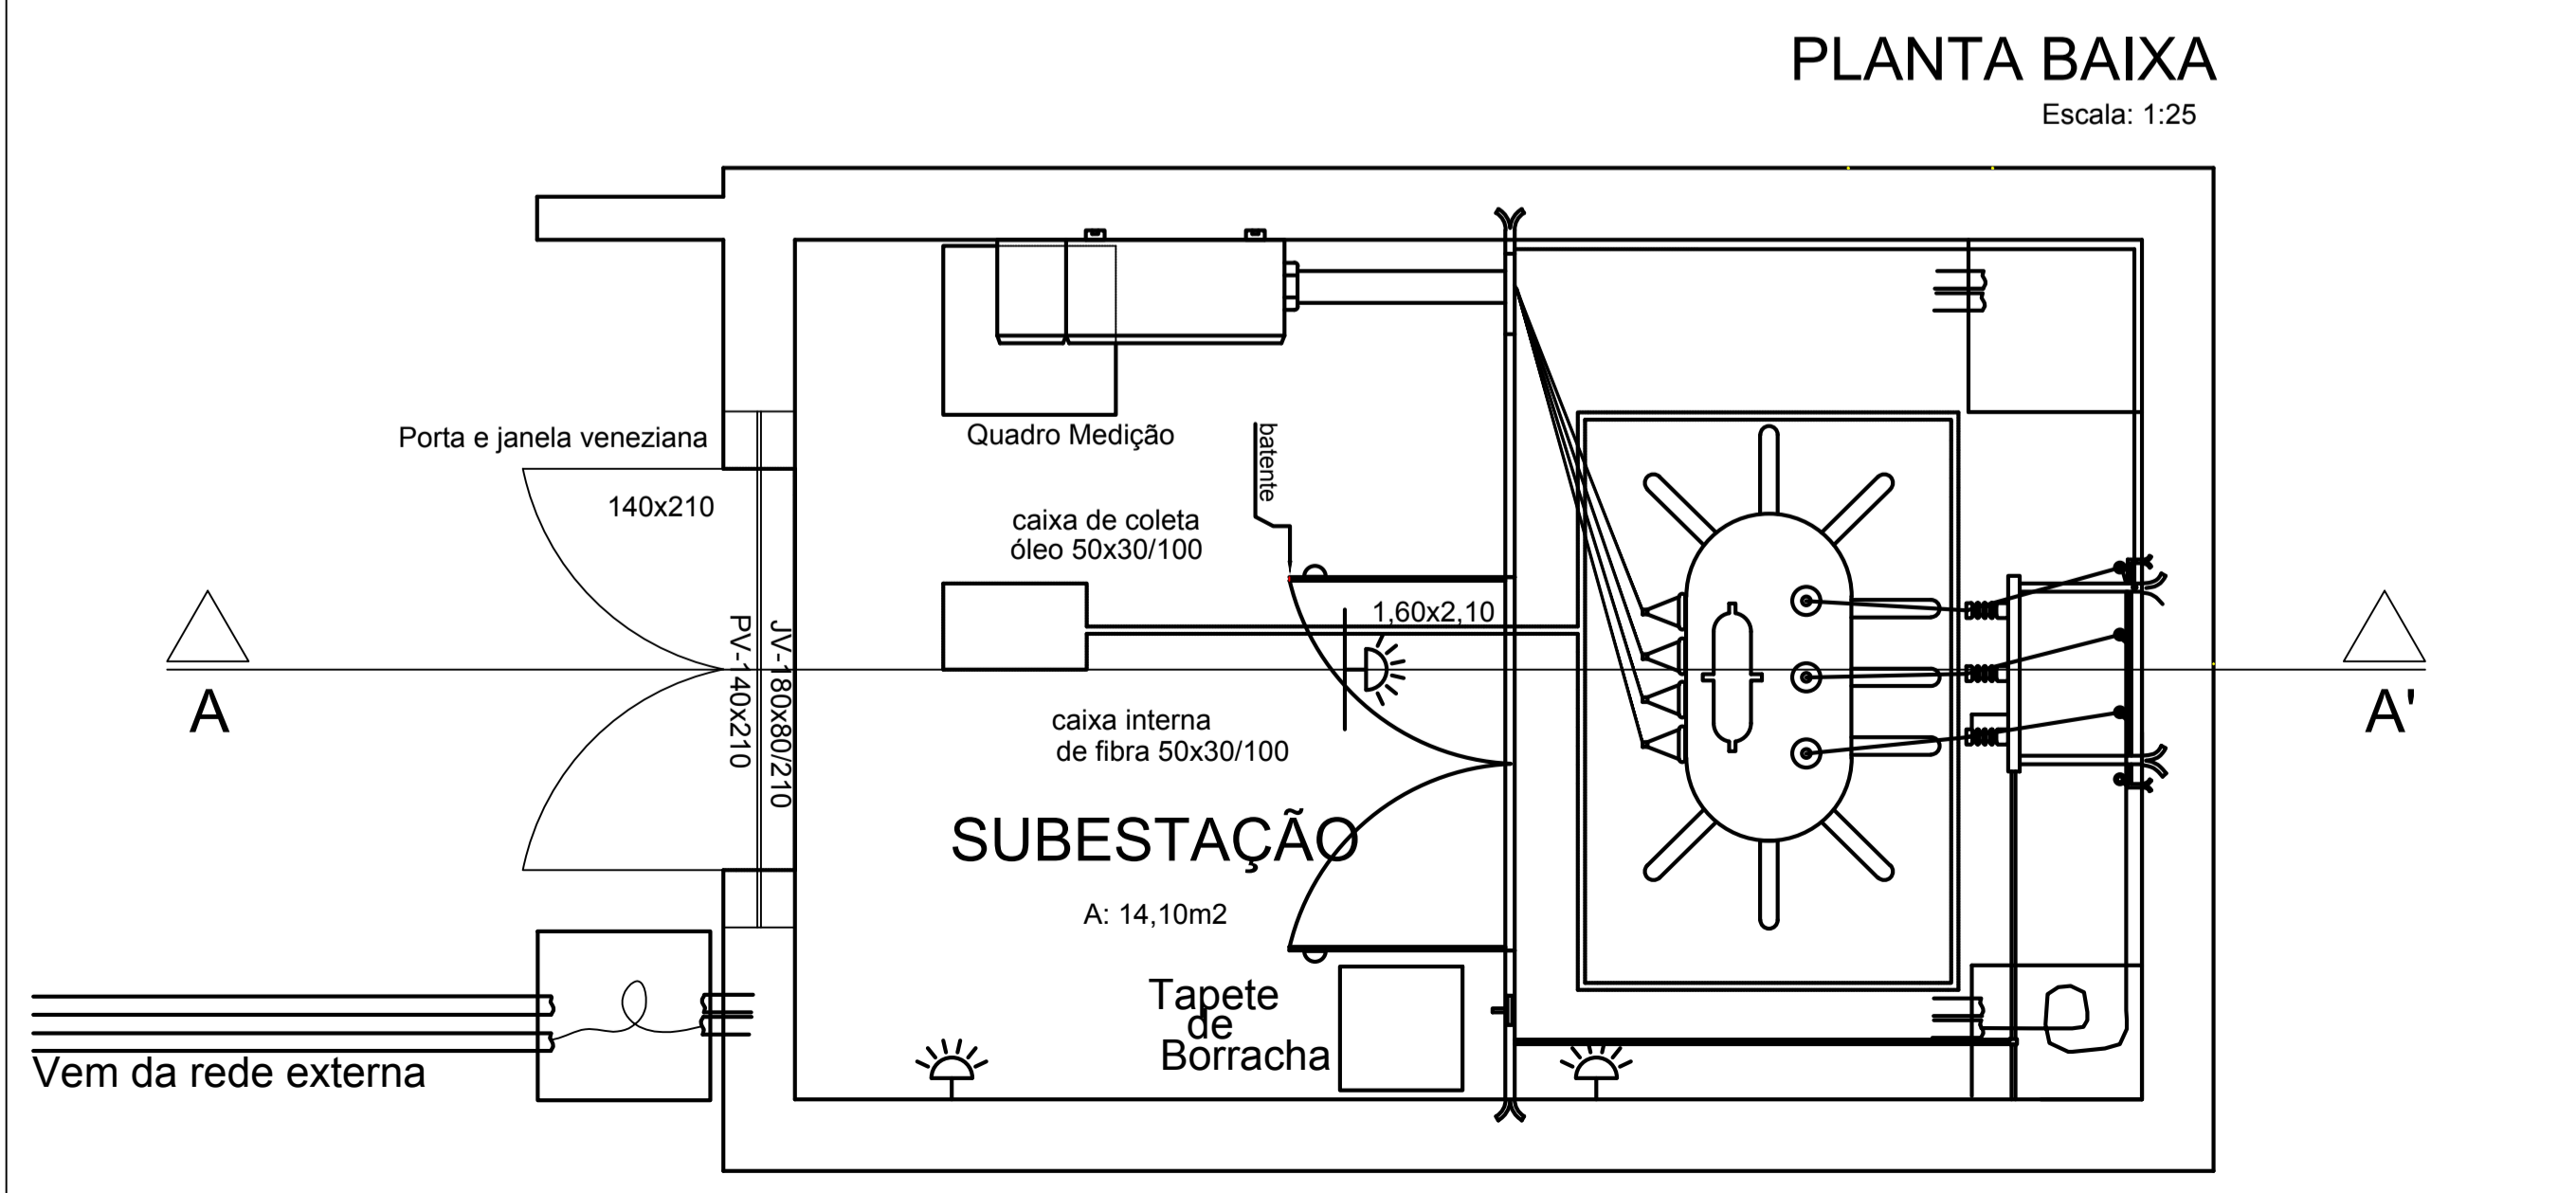 PLANTA BAIXA
Escala: 1:25
Porta e janela veneziana
140x210
Quadro Medição
batente
caixa de coleta
óleo 50x30/100
1,60x2,10
PV-140x210
JV-180x80/210
A
A'
caixa interna
de fibra 50x30/100
SUBESTAÇÃO
A: 14,10m2
Tapete
de
Borracha
Vem da rede externa